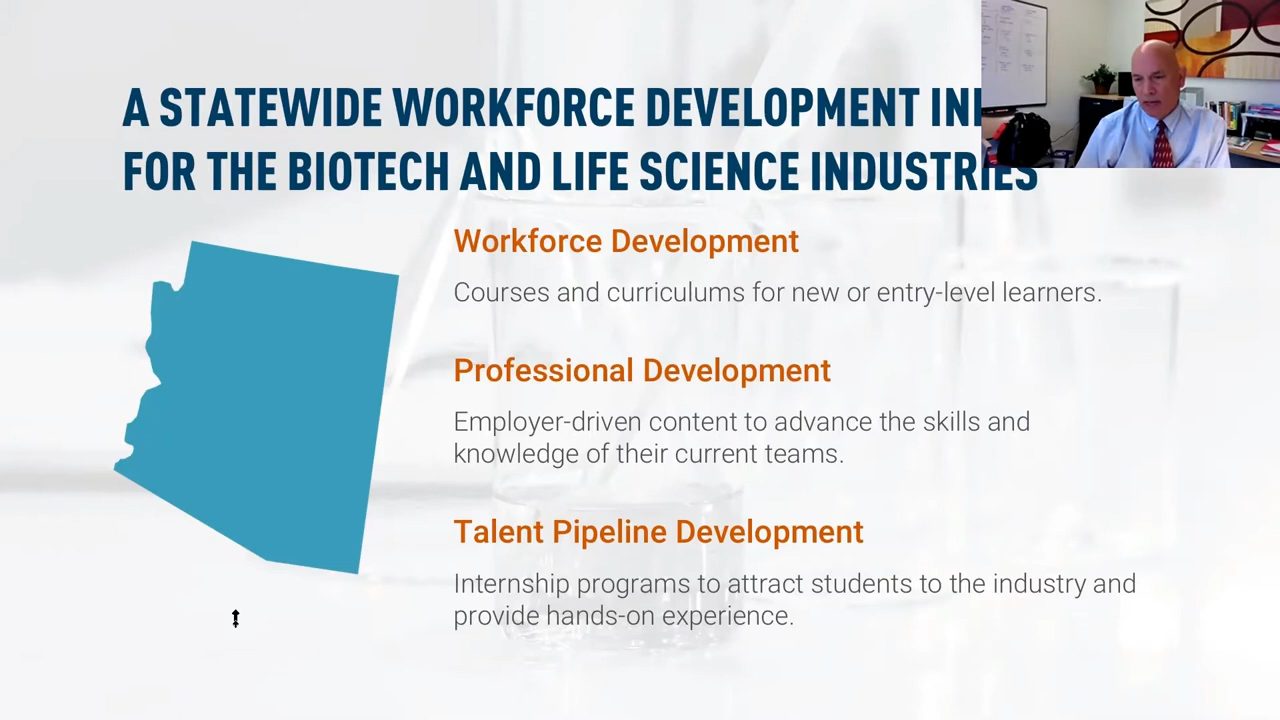 A STATEWIDE WORKFORCE DEVELOPMENT
FOR THE BIOTECH AND LIFE SCIENCE INDUSTRIES
Workforce Development
Courses and curriculums for new or entry-level learners.
Professional Development
Employer-driven content to advance the skills and
knowledge of their current teams.
Talent Pipeline Development
Internship programs to attract students to the industry and
provide hands-on experience.